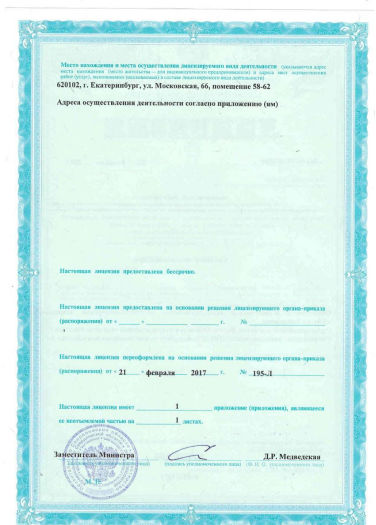 Место нахождения и места осуществления лицензируемого вида деятельности (указываются адрес
места нахождения (место жительства – для индивидуального предпринимателя) и адреса мест осуществления
работ (услуг), выполняемых (оказываемых) в составе лицензируемого вида деятельности)
620102, г. Екатеринбург, ул. Московская, 66, помещение 58-62
Адреса осуществления деятельности согласно приложению (ям)
Настоящая лицензия предоставлена бессрочно.
Настоящая лицензия предоставлена на основании решения лицензирующего органа-приказа
(распоряжения) от « » г. №
Настоящая лицензия переоформлена на основании решения лицензирующего органа-приказа
(распоряжения) от « 21 » февраля 2017 г. № 195-Л
Настоящая лицензия имеет 1 приложение (приложения), являющееся
ее неотъемлемой частью на 1 листах.
Заместитель Министра Д.Р. Медведская
(подпись уполномоченного лица) (Ф.И.О. уполномоченного лица)
М.П.